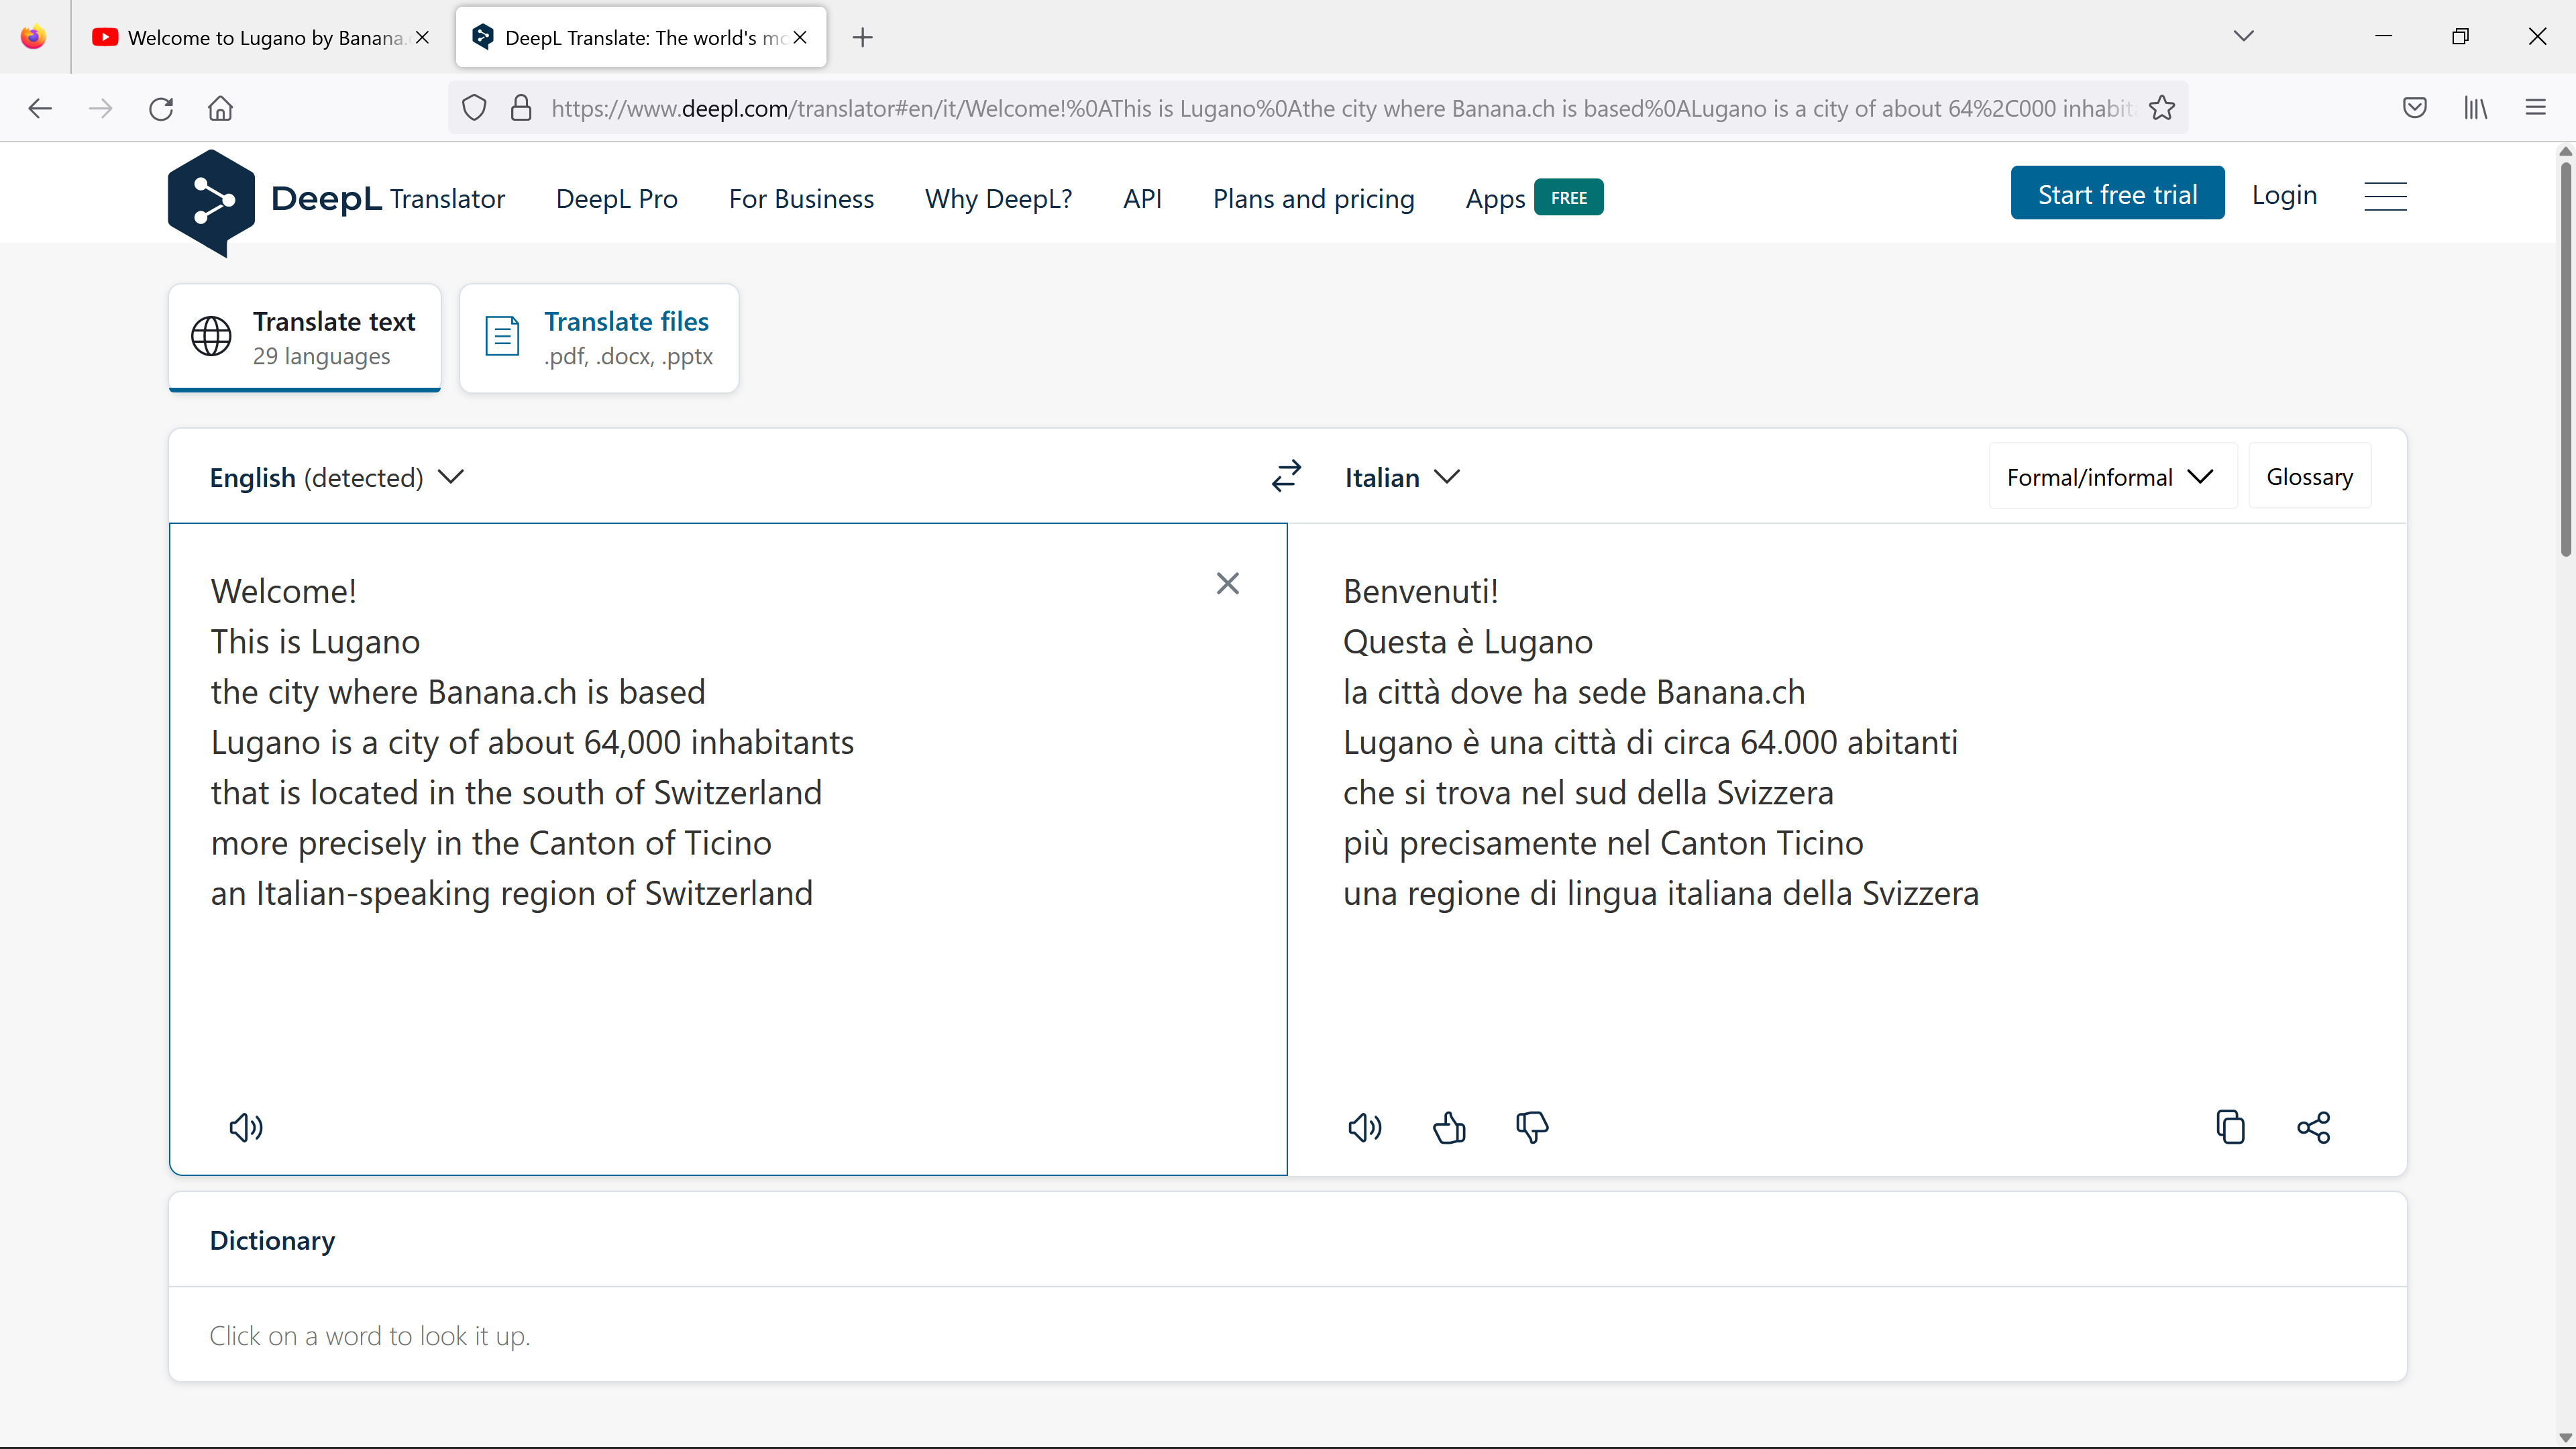 Welcome to Lugano by Banana.
DeepL Translate: The world's mo
https://www.deepl.com/translator#en/it/Welcome!%0AThis is Lugano%0Athe city where Banana.ch is based%0ALugano is a city of about 64%2C000 inhabit
DeepL Translator DeepL Pro For Business Why DeepL? API Plans and pricing Apps FREE Start free trial Login
Translate text
29 languages
Translate files
.pdf, .docx, .pptx
English (detected)
Italian Formal/informal Glossary
Welcome!
This is Lugano
the city where Banana.ch is based
Lugano is a city of about 64,000 inhabitants
that is located in the south of Switzerland
more precisely in the Canton of Ticino
an Italian-speaking region of Switzerland
Benvenuti!
Questa è Lugano
la città dove ha sede Banana.ch
Lugano è una città di circa 64.000 abitanti
che si trova nel sud della Svizzera
più precisamente nel Canton Ticino
una regione di lingua italiana della Svizzera
Dictionary
Click on a word to look it up.